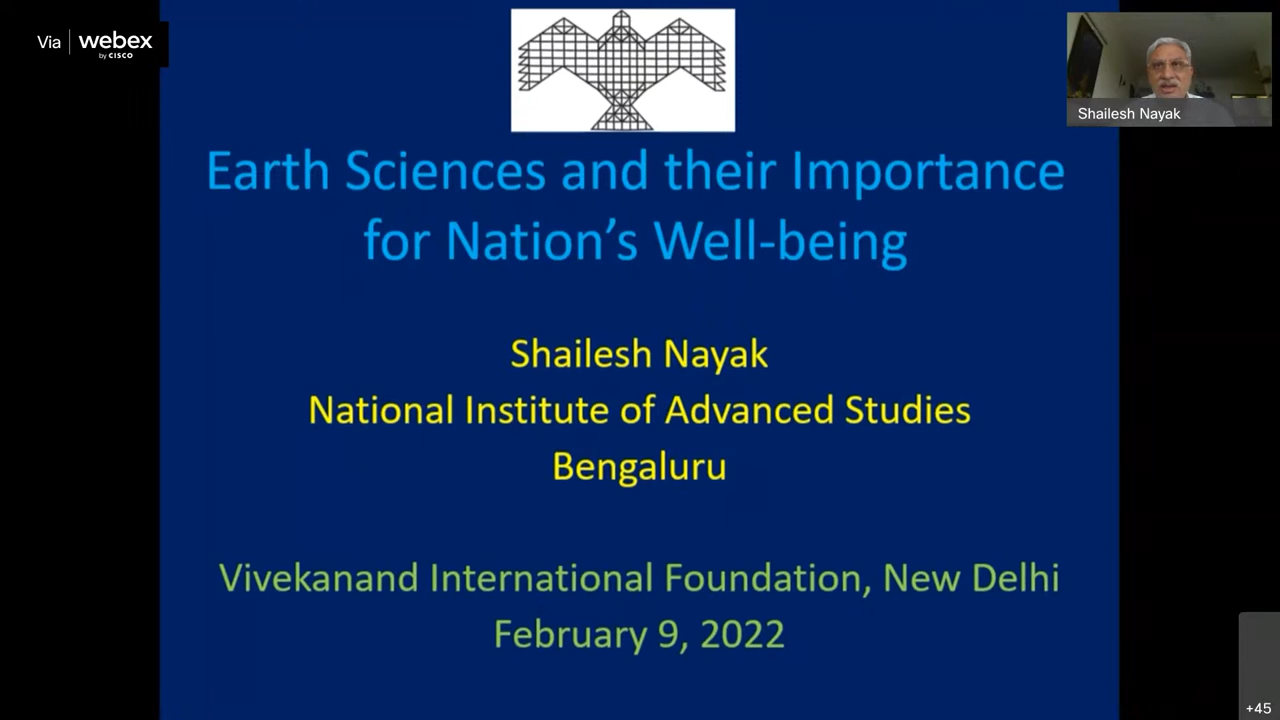 Via webex
by CISCO
Shailesh Nayak
Earth Sciences and their Importance
for Nation's Well-being
Shailesh Nayak
National Institute of Advanced Studies
Bengaluru
Vivekanand International Foundation, New Delhi
February 9, 2022
+45